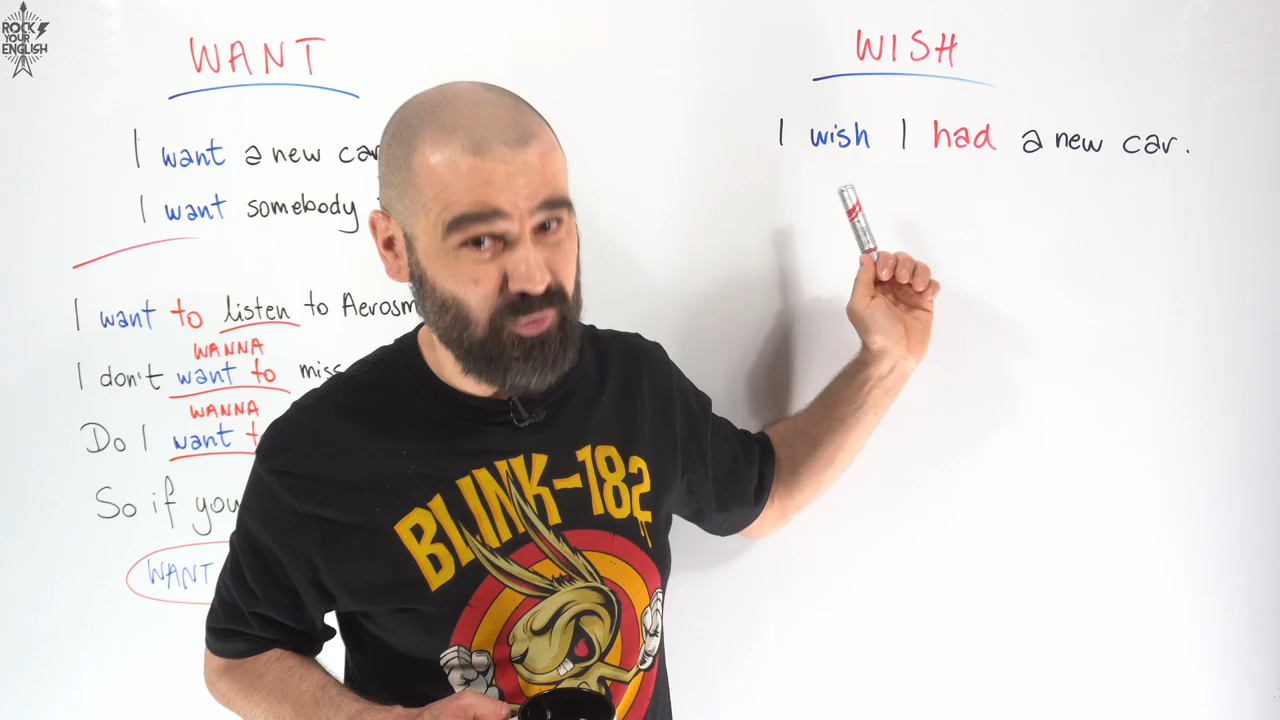 ROCK
YOUR
ENGLISH
WANT
I want a new car
I want somebody
I want to listen to Aerosm
WANNA
I don't want to miss
WANNA
Do I want t
So if you
WANT
WISH
I wish I had a new car.
BLINK-182